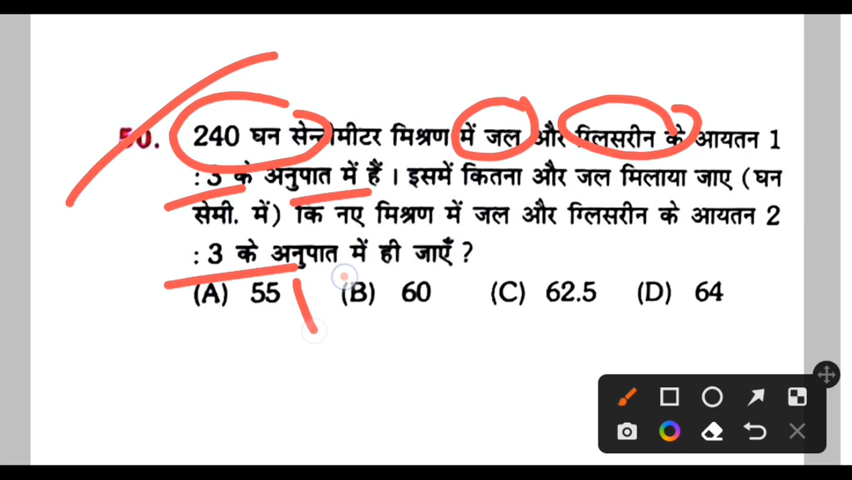 50. 240 घन सेन्टीमीटर मिश्रण में जल और ग्लिसरीन के आयतन 1
: 3 के अनुपात में हैं । इसमें कितना और जल मिलाया जाए (घन
सेमी. में) कि नए मिश्रण में जल और ग्लिसरीन के आयतन 2
: 3 के अनुपात में ही जाएँ ?
(A) 55 (B) 60 (C) 62.5 (D) 64